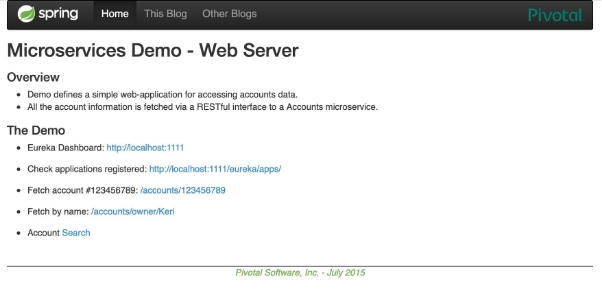 spring Home This Blog Other Blogs Pivotal
Microservices Demo - Web Server
Overview
• Demo defines a simple web-application for accessing accounts data.
• All the account information is fetched via a RESTful interface to a Accounts microservice.
The Demo
• Eureka Dashboard: http://localhost:1111
• Check applications registered: http://localhost:1111/eureka/apps/
• Fetch account #123456789: /accounts/123456789
• Fetch by name: /accounts/owner/Keri
• Account Search
Pivotal Software, Inc. - July 2015